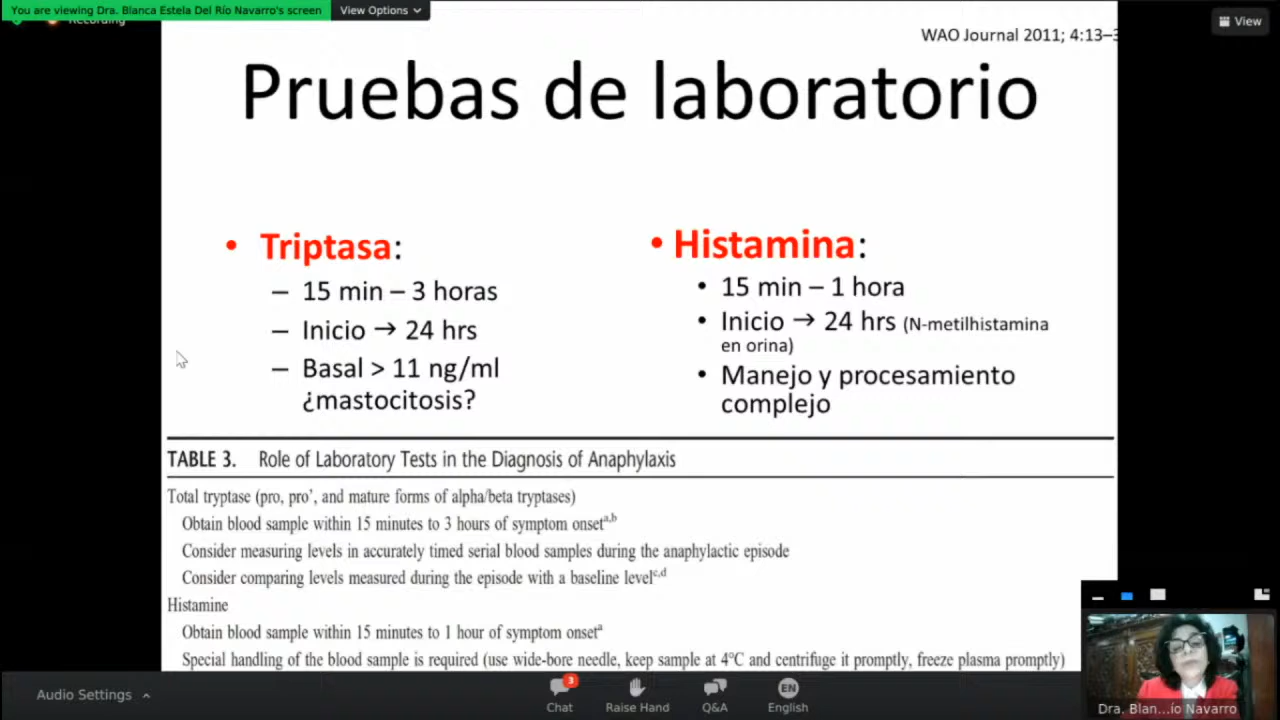 You are viewing Dra. Blanca Estela Del Río Navarro's screen
View Options
Recording
View
WAO Journal 2011; 4:13–3
Pruebas de laboratorio
• Triptasa:
– 15 min – 3 horas
– Inicio → 24 hrs
– Basal > 11 ng/ml
¿mastocitosis?
• Histamina:
• 15 min – 1 hora
• Inicio → 24 hrs (N-metilhistamina
en orina)
• Manejo y procesamiento
complejo
TABLE 3. Role of Laboratory Tests in the Diagnosis of Anaphylaxis
Total tryptase (pro, pro', and mature forms of alpha/beta tryptases)
Obtain blood sample within 15 minutes to 3 hours of symptom onset^a,b
Consider measuring levels in accurately timed serial blood samples during the anaphylactic episode
Consider comparing levels measured during the episode with a baseline level^c,d
Histamine
Obtain blood sample within 15 minutes to 1 hour of symptom onset^a
Special handling of the blood sample is required (use wide-bore needle, keep sample at 4°C and centrifuge it promptly, freeze plasma promptly)
Audio Settings
3
Chat
Raise Hand
Q&A
EN
English
Dra. Blan...ío Navarro